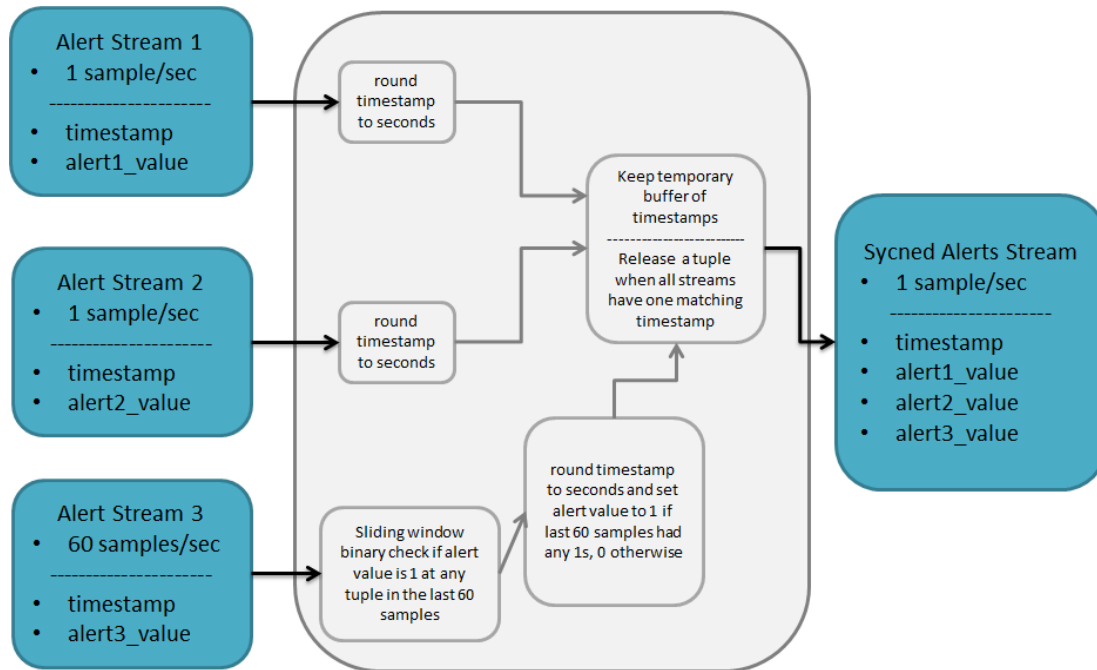 Alert Stream 1
• 1 sample/sec
-----------------------
• timestamp
• alert1_value
round
timestamp
to seconds
Alert Stream 2
• 1 sample/sec
-----------------------
• timestamp
• alert2_value
round
timestamp
to seconds
Alert Stream 3
• 60 samples/sec
-----------------------
• timestamp
• alert3_value
Sliding window
binary check if alert
value is 1 at any
tuple in the last 60
samples
round timestamp
to seconds and set
alert value to 1 if
last 60 samples had
any 1s, 0 otherwise
Keep temporary
buffer of
timestamps
---------------------------
Release a tuple
when all streams
have one matching
timestamp
Sycned Alerts Stream
• 1 sample/sec
-----------------------
• timestamp
• alert1_value
• alert2_value
• alert3_value